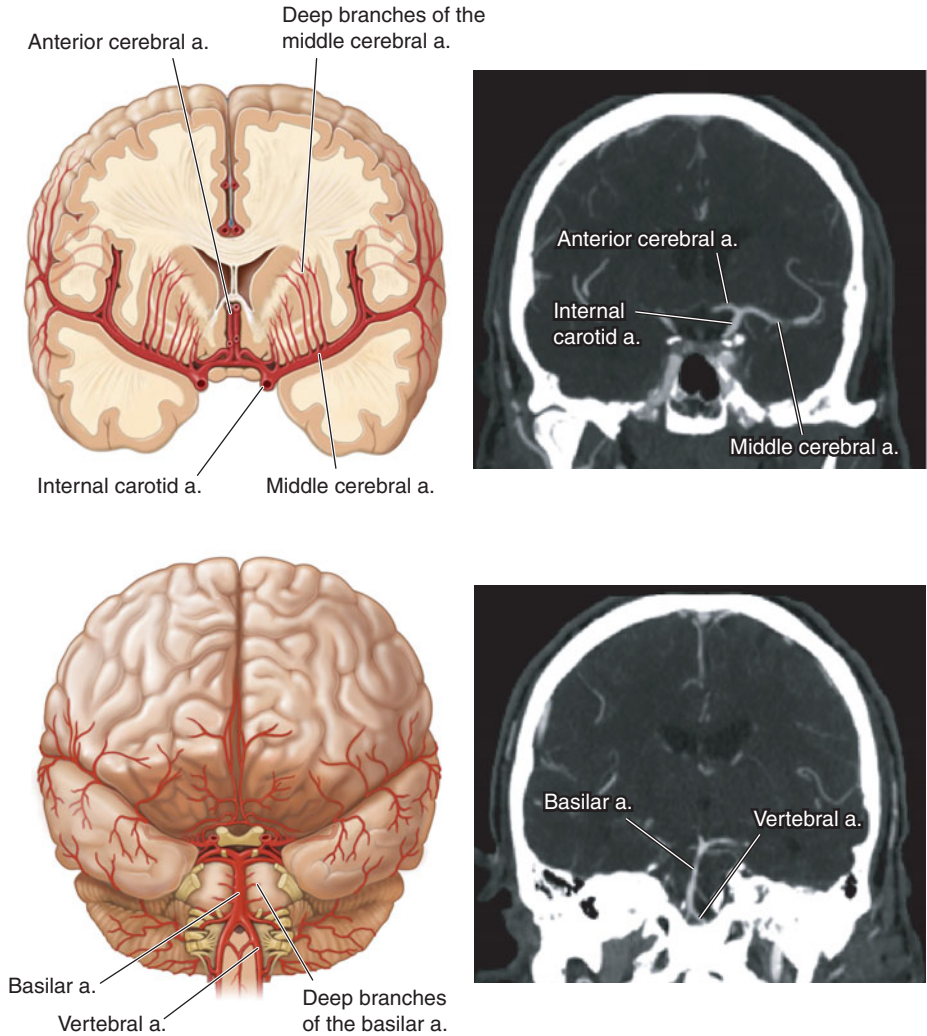 Deep branches of the
middle cerebral a.
Anterior cerebral a.
Anterior cerebral a.
Internal
carotid a.
Middle cerebral a.
Internal carotid a.
Middle cerebral a.
Basilar a.
Vertebral a.
Basilar a.
Vertebral a.
Deep branches
of the basilar a.